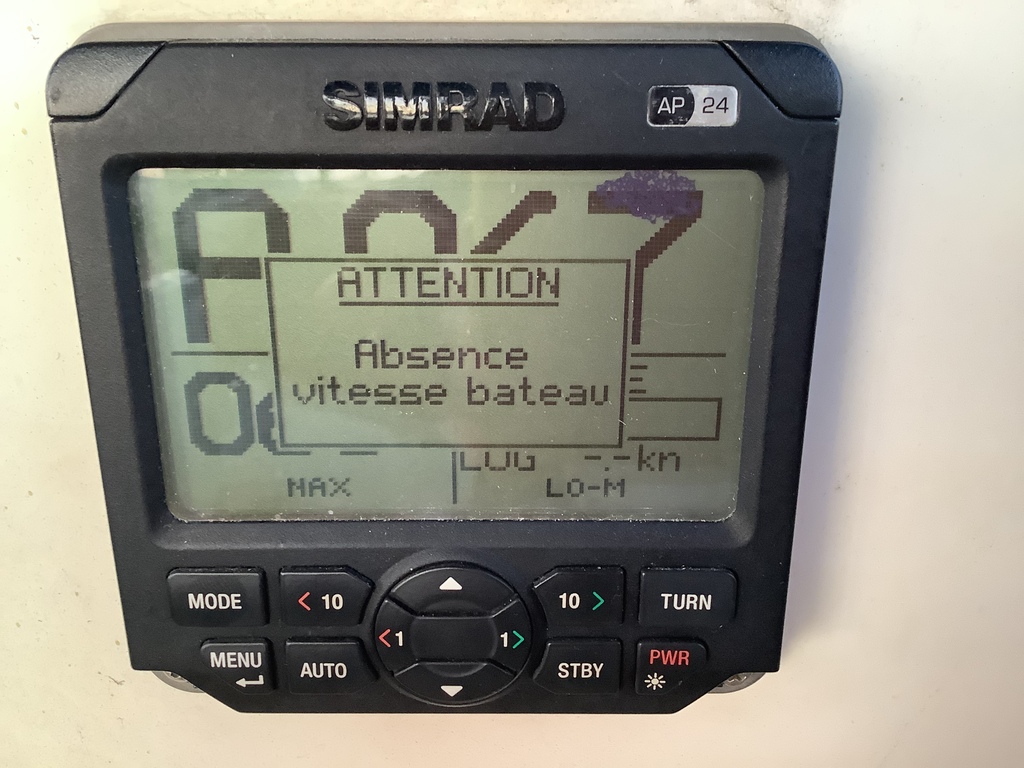 SIMRAD
AP 24
ATTENTION
Absence
vitesse bateau
LOG -.-kn
MAX
LO-M
MODE
< 10
10 >
TURN
MENU
AUTO
<1
1>
STBY
PWR